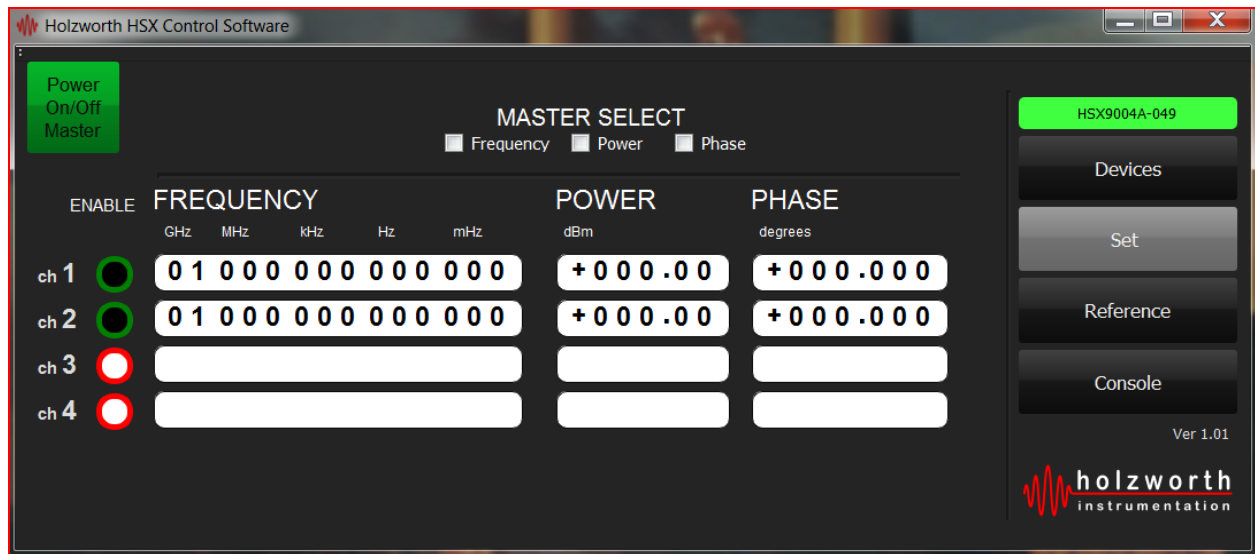 Holzworth HSX Control Software
Power
On/Off
Master
MASTER SELECT
Frequency Power Phase
HSX9004A-049
Devices
Set
Reference
Console
Ver 1.01
holzworth
instrumentation
ENABLE FREQUENCY POWER PHASE
GHz MHz kHz Hz mHz dBm degrees
ch 1 01 000 000 000 000 +000.00 +000.000
ch 2 01 000 000 000 000 +000.00 +000.000
ch 3
ch 4